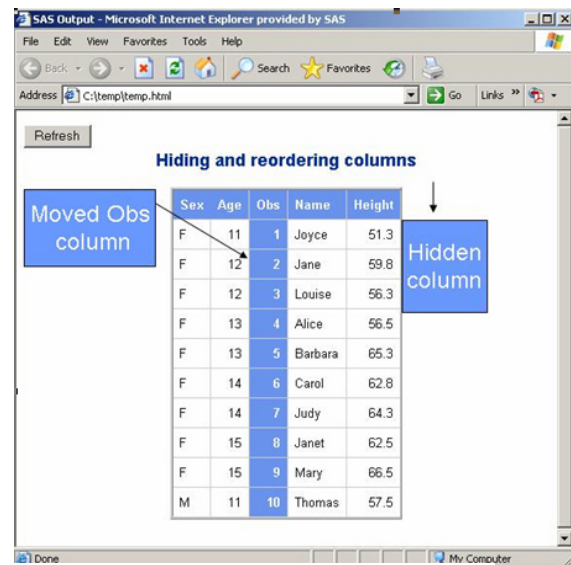 SAS Output - Microsoft Internet Explorer provided by SAS
File Edit View Favorites Tools Help
Back Search Favorites
Address C:\temp\temp.html Go Links »
Refresh
Hiding and reordering columns
Moved Obs column
Hidden column
Sex Age Obs Name Height
F 11 1 Joyce 51.3
F 12 2 Jane 59.8
F 12 3 Louise 56.3
F 13 4 Alice 56.5
F 13 5 Barbara 65.3
F 14 6 Carol 62.8
F 14 7 Judy 64.3
F 15 8 Janet 62.5
F 15 9 Mary 66.5
M 11 10 Thomas 57.5
Done My Computer